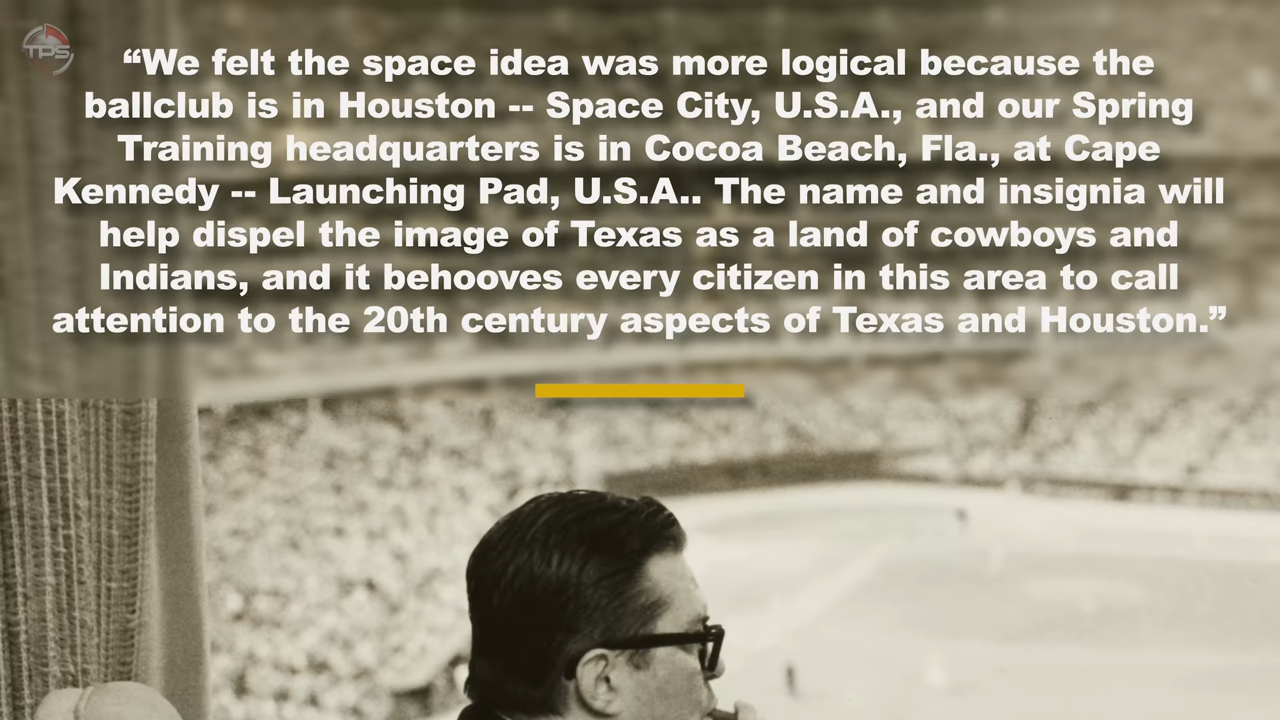 TPS
“We felt the space idea was more logical because the
ballclub is in Houston -- Space City, U.S.A., and our Spring
Training headquarters is in Cocoa Beach, Fla., at Cape
Kennedy -- Launching Pad, U.S.A.. The name and insignia will
help dispel the image of Texas as a land of cowboys and
Indians, and it behooves every citizen in this area to call
attention to the 20th century aspects of Texas and Houston.”